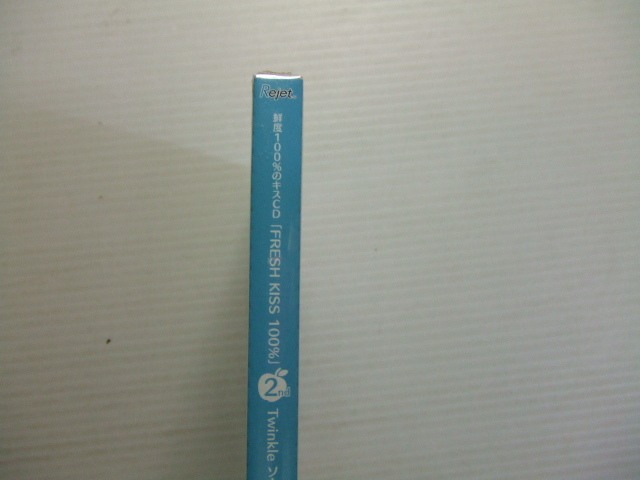 Rejet
鮮度100%のキスCD「FRESH KISS 100%」
2nd
Twinkle